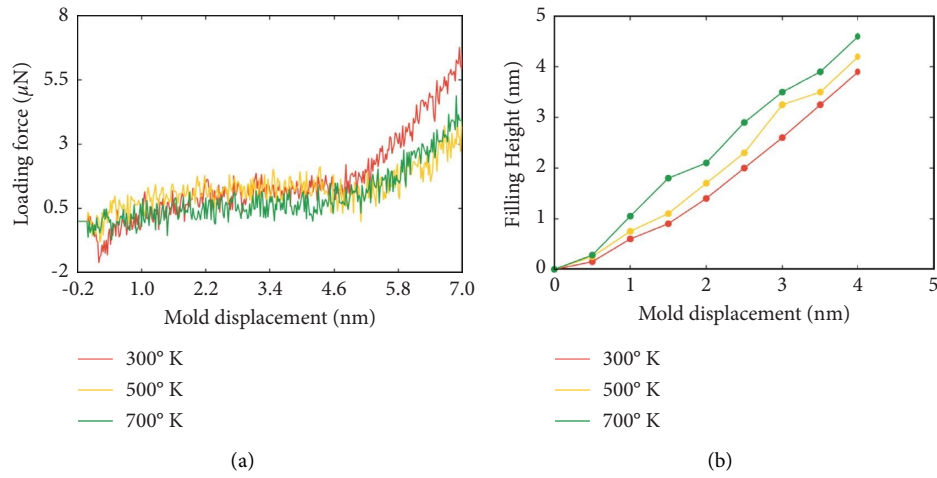 8
5.5
3
0.5
-2
Loading force (μN)
-0.2 1.0 2.2 3.4 4.6 5.8 7.0
Mold displacement (nm)
300° K
500° K
700° K
(a)
5
4
3
2
1
0
Filling Height (nm)
0 1 2 3 4 5
Mold displacement (nm)
300° K
500° K
700° K
(b)